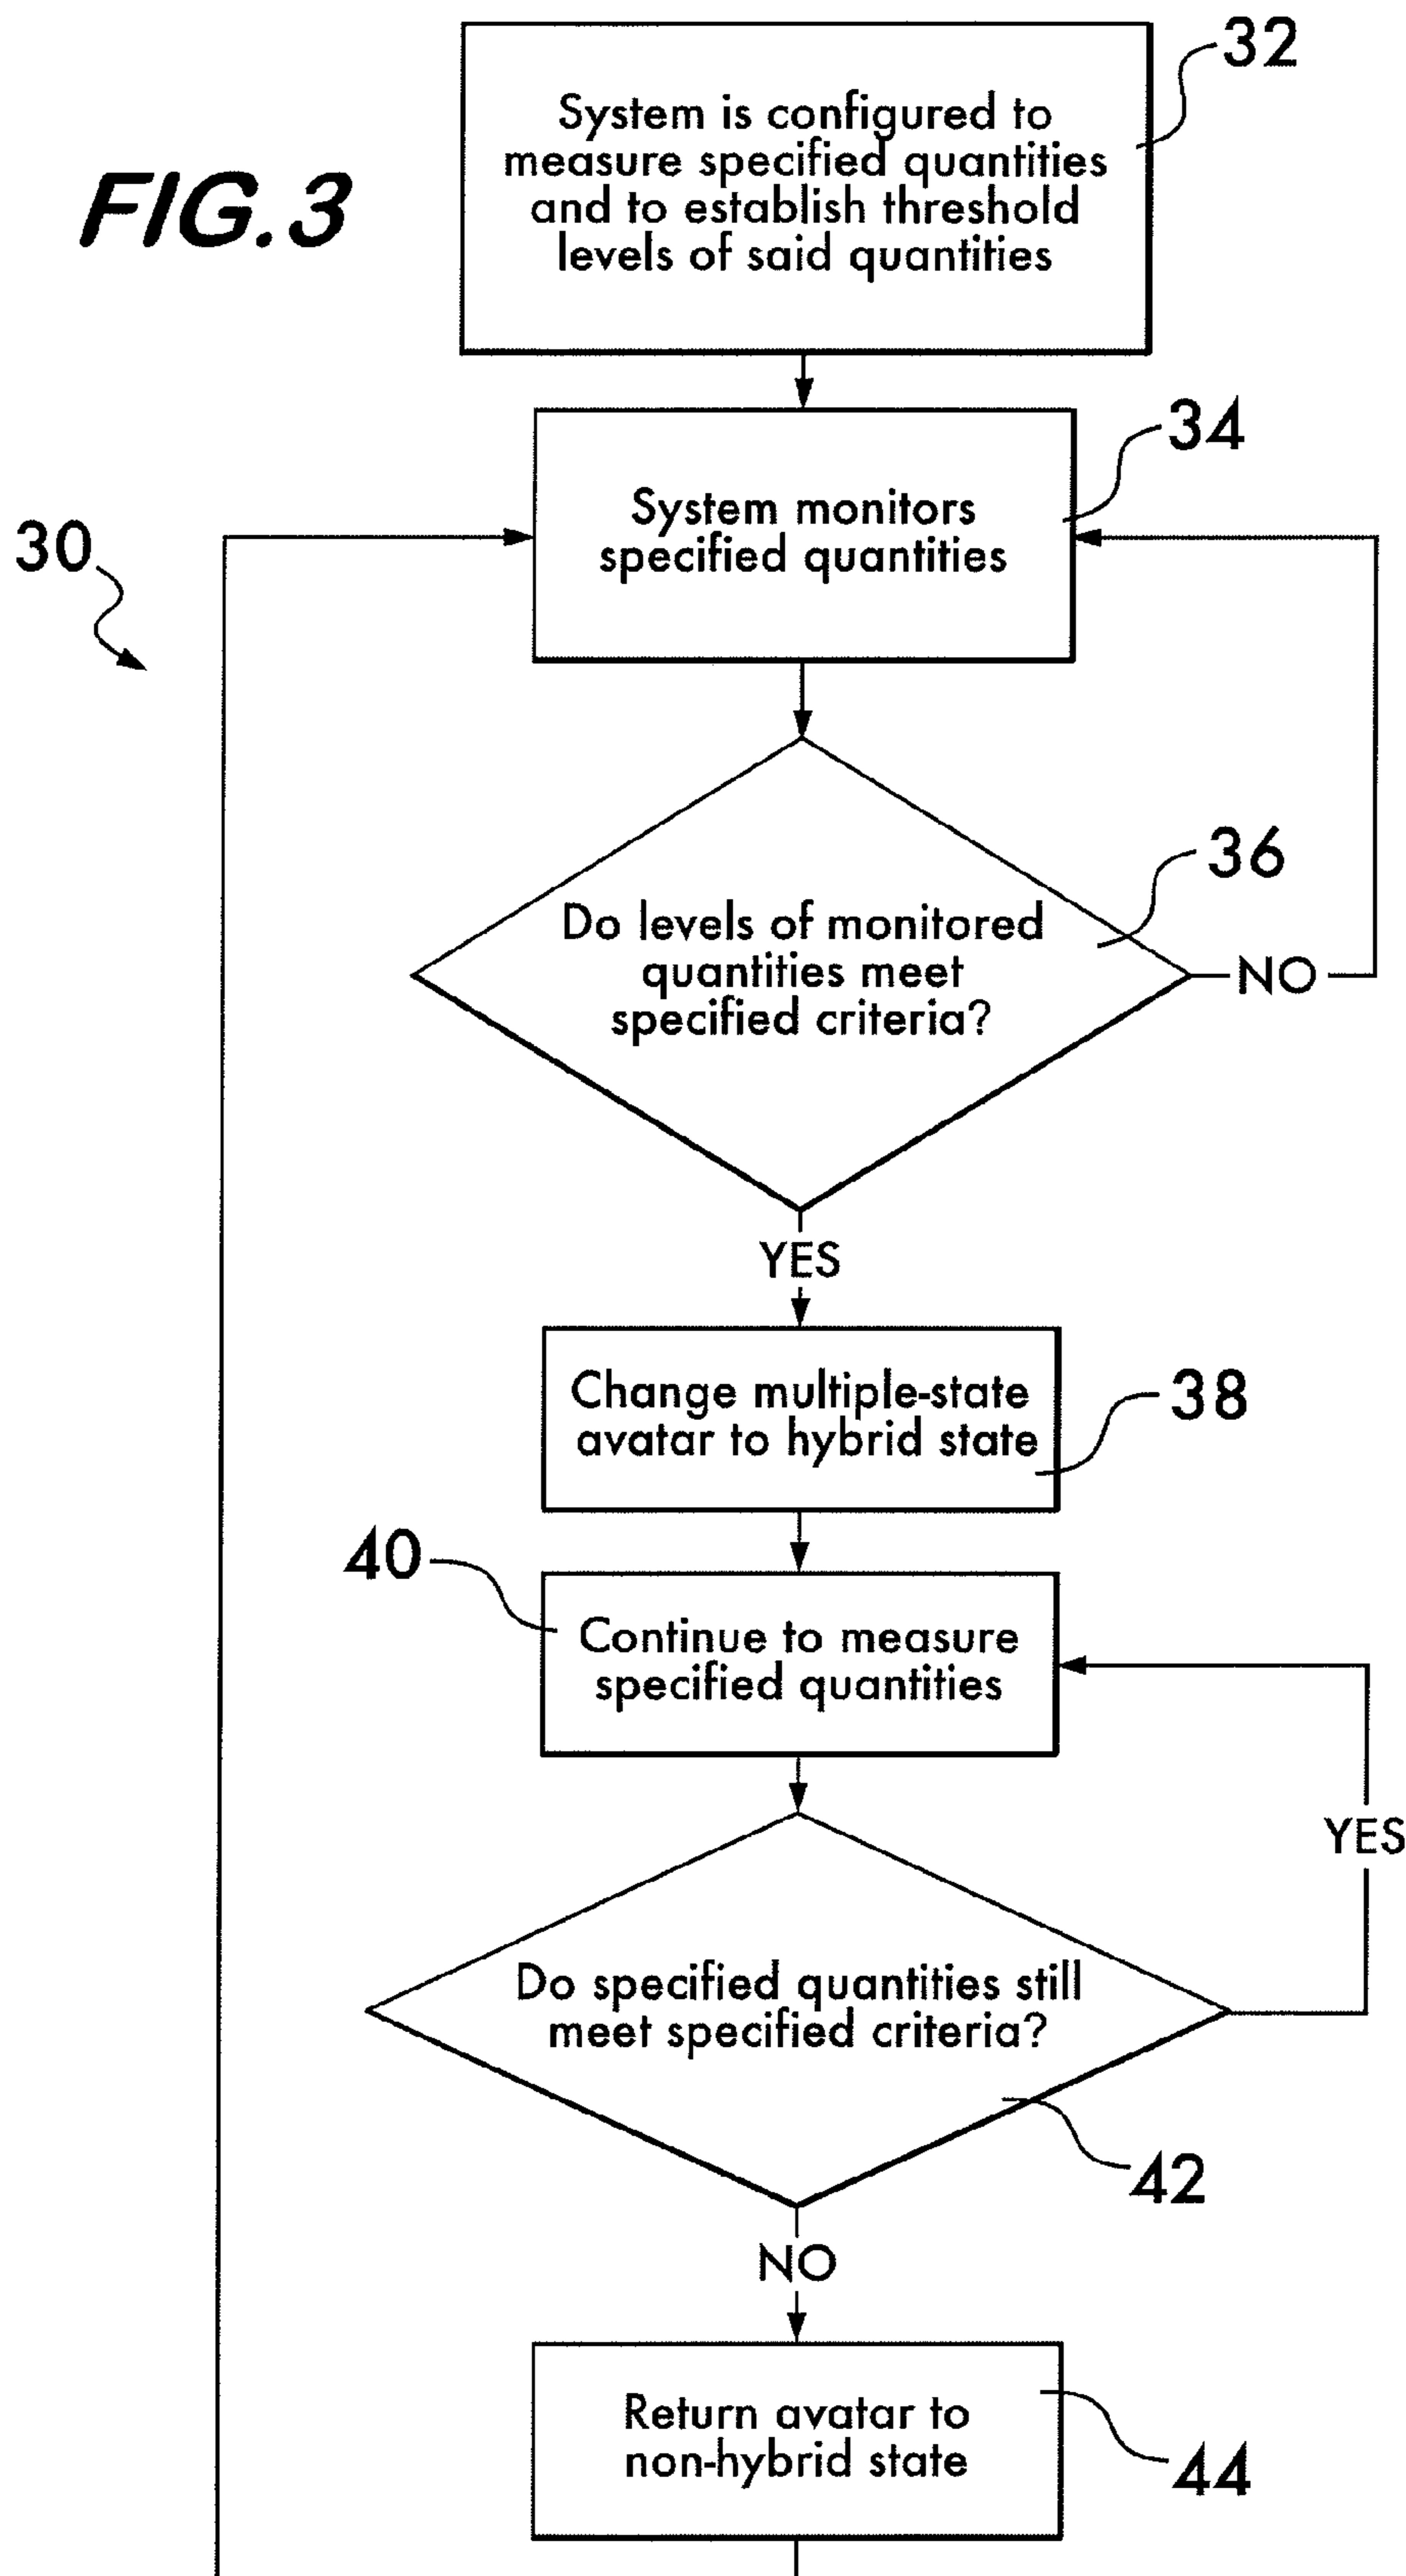 FIG.3
32
System is configured to
measure specified quantities
and to establish threshold
levels of said quantities
34
System monitors
specified quantities
30
36
Do levels of monitored
quantities meet
specified criteria?
NO
YES
Change multiple-state
avatar to hybrid state
38
40
Continue to measure
specified quantities
YES
Do specified quantities still
meet specified criteria?
42
NO
Return avatar to
non-hybrid state
44